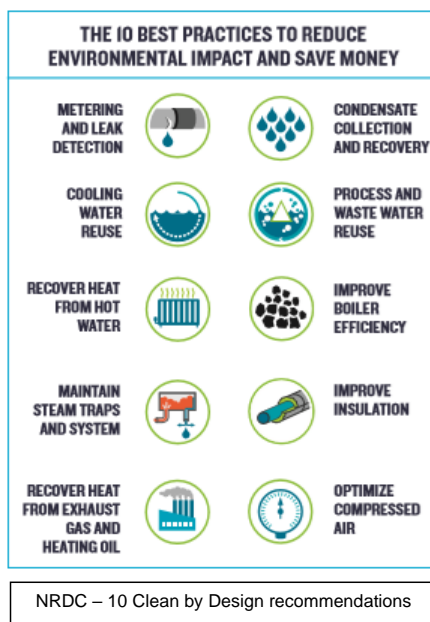 THE 10 BEST PRACTICES TO REDUCE
ENVIRONMENTAL IMPACT AND SAVE MONEY
METERING
AND LEAK
DETECTION
CONDENSATE
COLLECTION
AND RECOVERY
COOLING
WATER
REUSE
PROCESS AND
WASTE WATER
REUSE
RECOVER HEAT
FROM HOT
WATER
IMPROVE
BOILER
EFFICIENCY
MAINTAIN
STEAM TRAPS
AND SYSTEM
IMPROVE
INSULATION
RECOVER HEAT
FROM EXHAUST
GAS AND
HEATING OIL
OPTIMIZE
COMPRESSED
AIR
NRDC – 10 Clean by Design recommendations